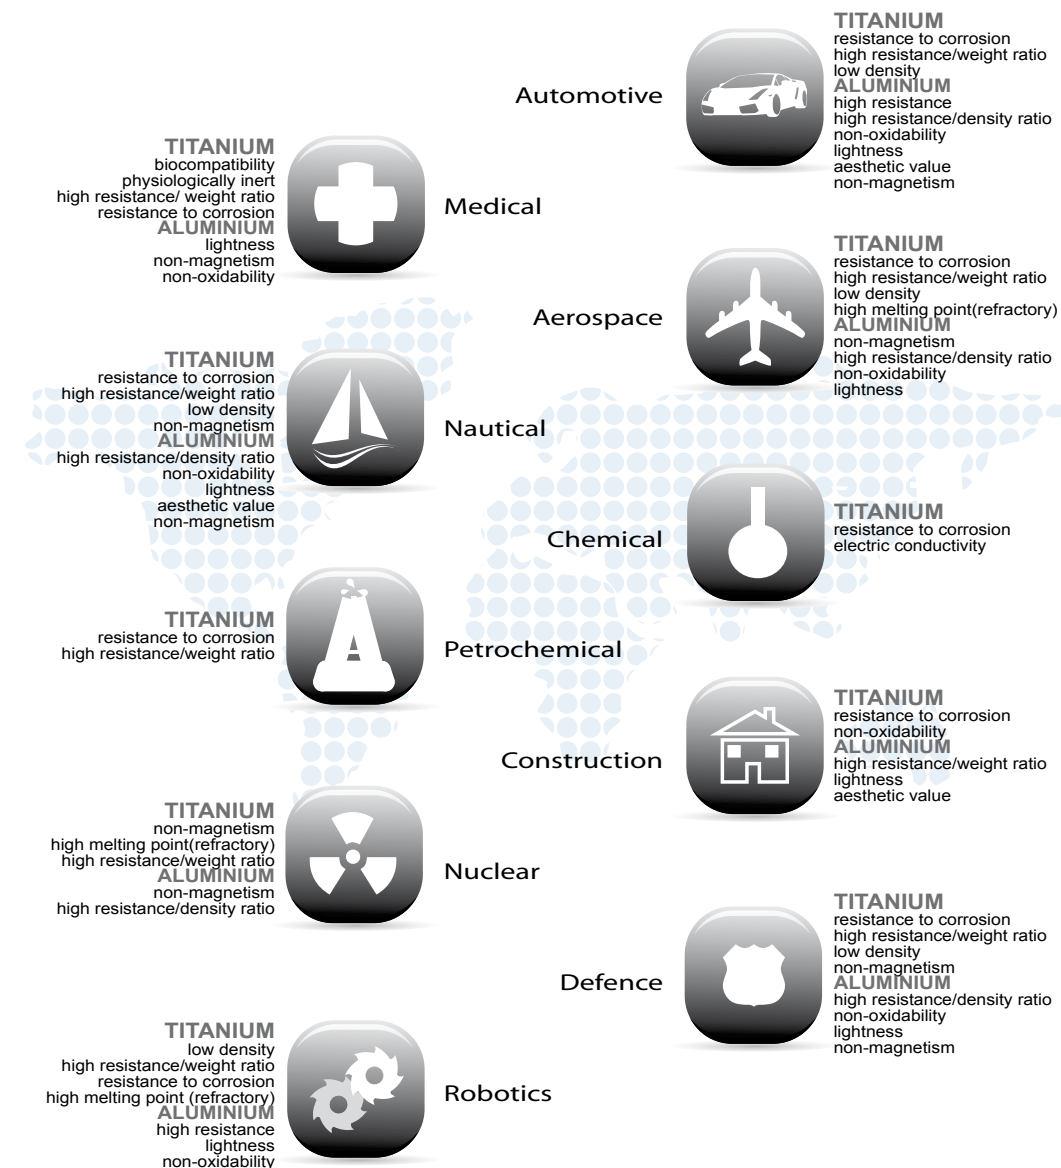 Automotive
TITANIUM
resistance to corrosion
high resistance/weight ratio
low density
ALUMINIUM
high resistance
high resistance/density ratio
non-oxidability
lightness
aesthetic value
non-magnetism
TITANIUM
biocompatibility
physiologically inert
high resistance/ weight ratio
resistance to corrosion
ALUMINIUM
lightness
non-magnetism
non-oxidability
Medical
Aerospace
TITANIUM
resistance to corrosion
high resistance/weight ratio
low density
high melting point(refractory)
ALUMINIUM
non-magnetism
high resistance/density ratio
non-oxidability
lightness
TITANIUM
resistance to corrosion
high resistance/weight ratio
low density
non-magnetism
ALUMINIUM
high resistance/density ratio
non-oxidability
lightness
aesthetic value
non-magnetism
Nautical
Chemical
TITANIUM
resistance to corrosion
electric conductivity
TITANIUM
resistance to corrosion
high resistance/weight ratio
Petrochemical
Construction
TITANIUM
resistance to corrosion
non-oxidability
ALUMINIUM
high resistance/weight ratio
lightness
aesthetic value
TITANIUM
non-magnetism
high melting point(refractory)
high resistance/weight ratio
ALUMINIUM
non-magnetism
high resistance/density ratio
Nuclear
Defence
TITANIUM
resistance to corrosion
high resistance/weight ratio
low density
non-magnetism
ALUMINIUM
high resistance/density ratio
non-oxidability
lightness
non-magnetism
TITANIUM
low density
high resistance/weight ratio
resistance to corrosion
high melting point (refractory)
ALUMINIUM
high resistance
lightness
non-oxidability
Robotics